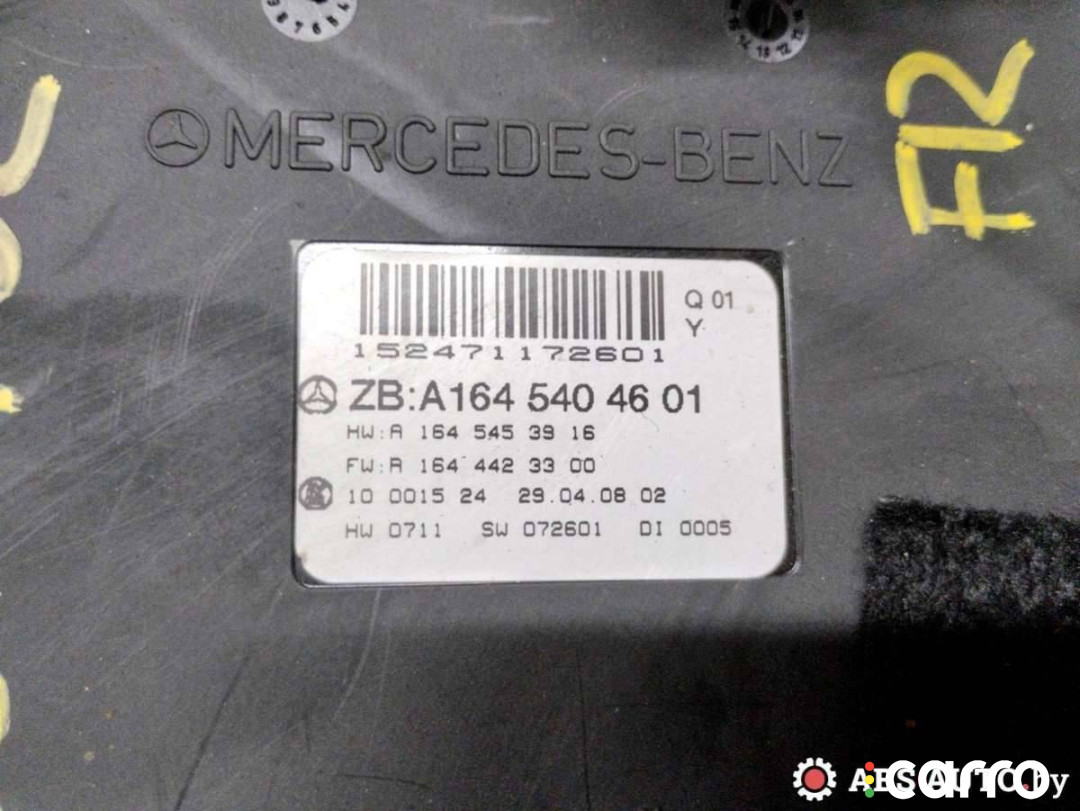 MERCEDES-BENZ
F12
Q 01
Y
152471172601
ZB:A164 540 46 01
HW:A 164 545 39 16
FW:A 164 442 33 00
10 0015 24 29.04.08 02
HW 0711 SW 072601 DI 0005
carro